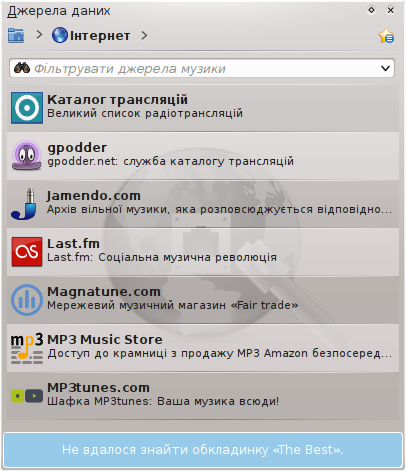 Джерела даних
Інтернет
Фільтрувати джерела музики
Каталог трансляцій
Великий список радіотрансляцій
gpodder
gpodder.net: служба каталогу трансляцій
Jamendo.com
Архів вільної музики, яка розповсюджується відповідно...
Last.fm
Last.fm: Соціальна музична революція
Magnatune.com
Мережевий музичний магазин «Fair trade»
mp3
MP3 Music Store
Доступ до крамниці з продажу MP3 Amazon безпосеред...
MP3tunes.com
Шафка MP3tunes: Ваша музика всюди!
Не вдалося знайти обкладинку «The Best».